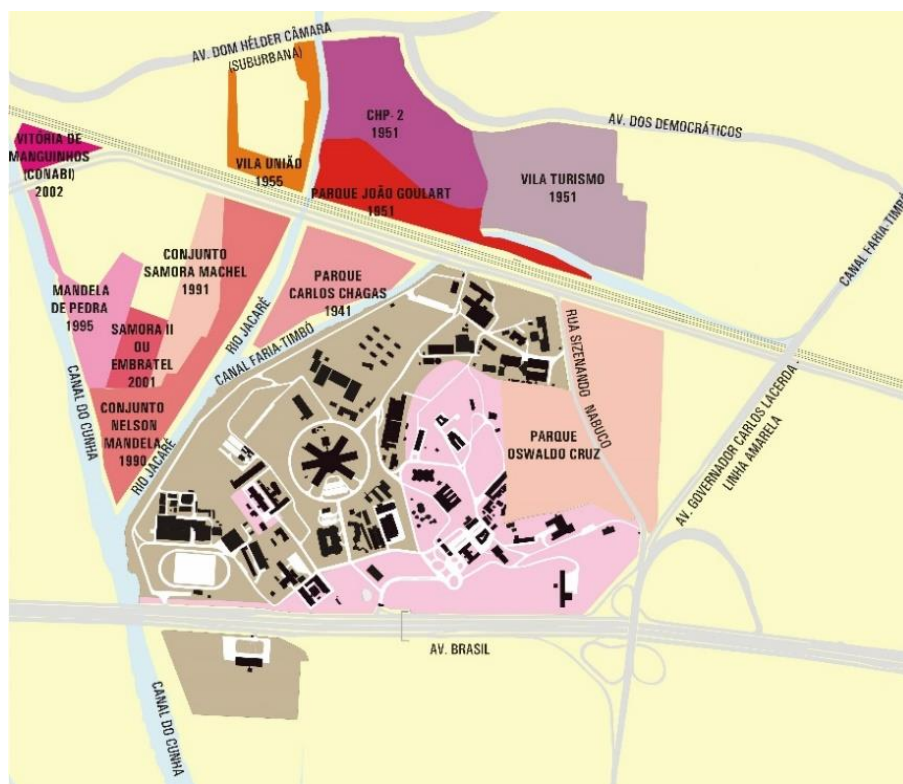 AV. DOM HÉLDER CÂMARA
(SUBURBANA)
CHP- 2
1951
AV. DOS DEMOCRÁTICOS
VITÓRIA DE
MANGUINHOS
(CONABI)
2002
VILA UNIÃO
1955
PARQUE JOÃO GOULART
1951
VILA TURISMO
1951
CANAL FARIA-TIMBÓ
CONJUNTO
SAMORA MACHEL
1991
PARQUE
CARLOS CHAGAS
1941
MANDELA
DE PEDRA
1995
SAMORA II
OU
EMBRATEL
2001
RIO JACARÉ
CANAL FARIA-TIMBÓ
RUA SIZENANDO NABUCO
CANAL DO CUNHA
CONJUNTO
NELSON
MANDELA
1990
RIO JACARÉ
PARQUE
OSWALDO CRUZ
AV. GOVERNADOR CARLOS LACERDA
LINHA AMARELA
AV. BRASIL
CANAL DO CUNHA